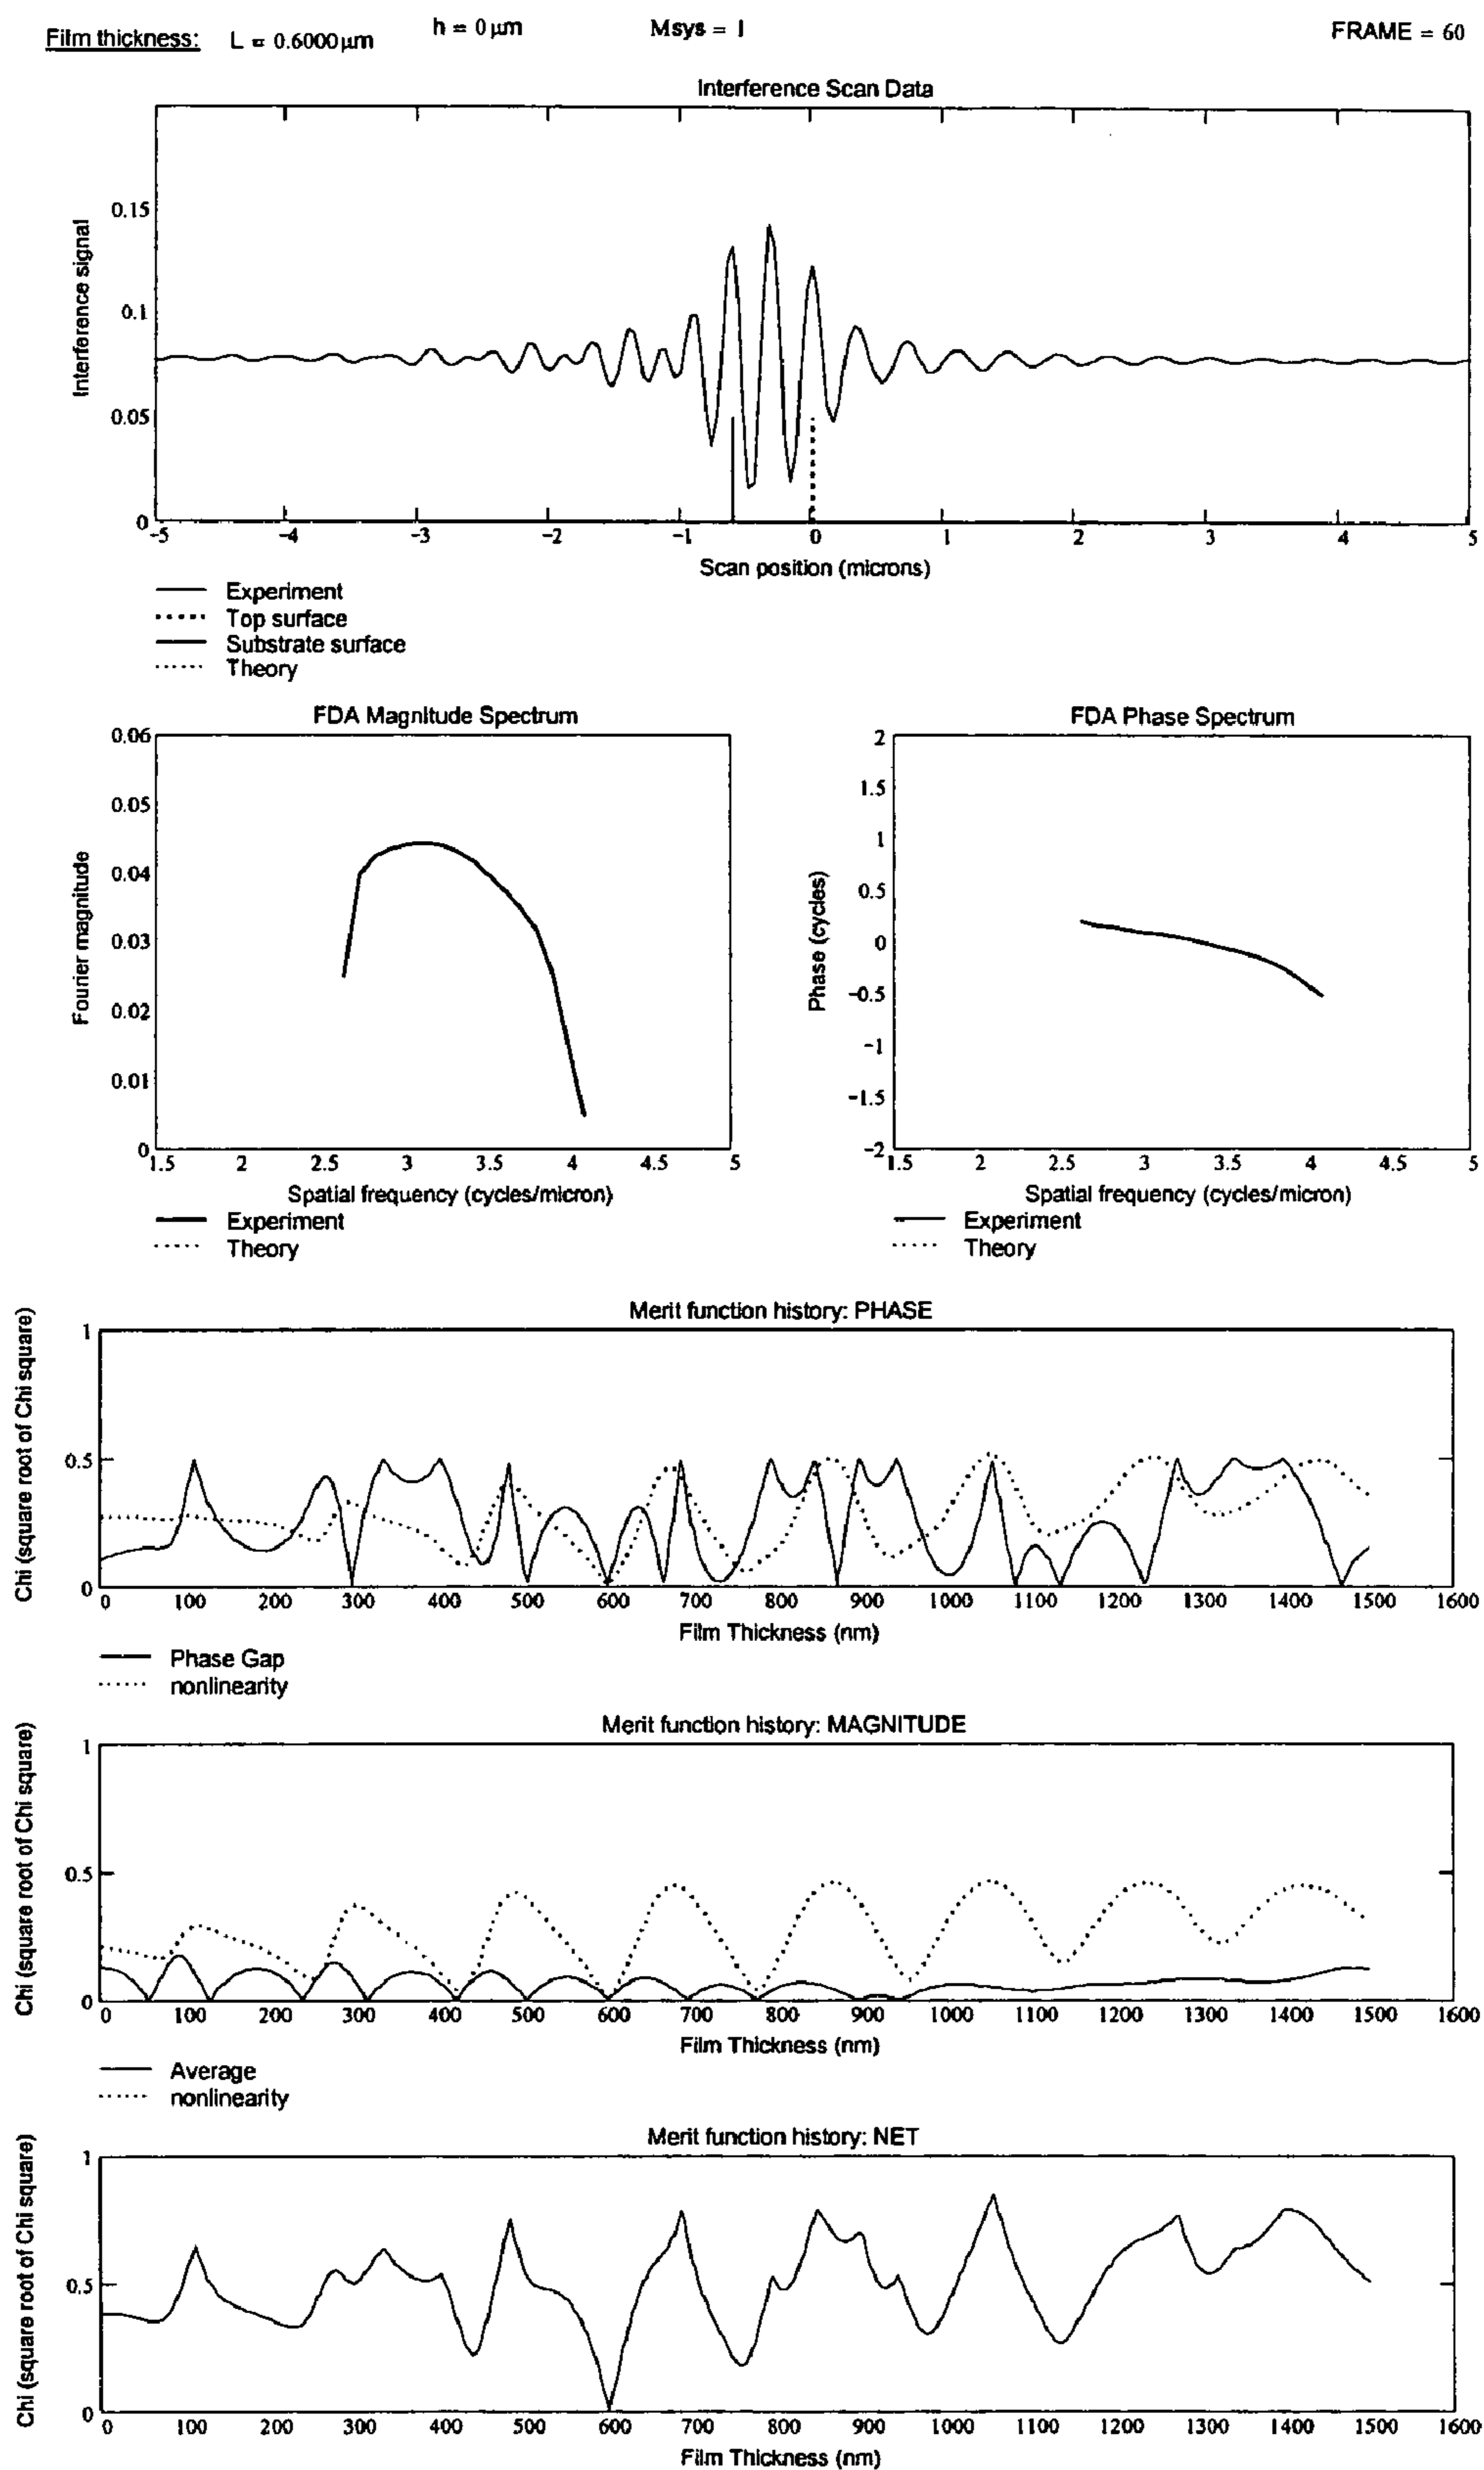 Film thickness: L = 0.6000 μm h = 0 μm Msys = 1 FRAME = 60
Interference Scan Data
Interference signal
0.15
0.1
0.05
0
-5 -4 -3 -2 -1 0 1 2 3 4 5
Scan position (microns)
Experiment
Top surface
Substrate surface
Theory
FDA Magnitude Spectrum
Fourier magnitude
0.06
0.05
0.04
0.03
0.02
0.01
0
1.5 2 2.5 3 3.5 4 4.5 5
Spatial frequency (cycles/micron)
Experiment
Theory
FDA Phase Spectrum
Phase (cycles)
2
1.5
1
0.5
0
-0.5
-1
-1.5
-2
1.5 2 2.5 3 3.5 4 4.5 5
Spatial frequency (cycles/micron)
Experiment
Theory
Merit function history: PHASE
Chi (square root of Chi square)
1
0.5
0
0 100 200 300 400 500 600 700 800 900 1000 1100 1200 1300 1400 1500 1600
Film Thickness (nm)
Phase Gap
nonlinearity
Merit function history: MAGNITUDE
Chi (square root of Chi square)
1
0.5
0
0 100 200 300 400 500 600 700 800 900 1000 1100 1200 1300 1400 1500 1600
Film Thickness (nm)
Average
nonlinearity
Merit function history: NET
Chi (square root of Chi square)
1
0.5
0
0 100 200 300 400 500 600 700 800 900 1000 1100 1200 1300 1400 1500 1600
Film Thickness (nm)